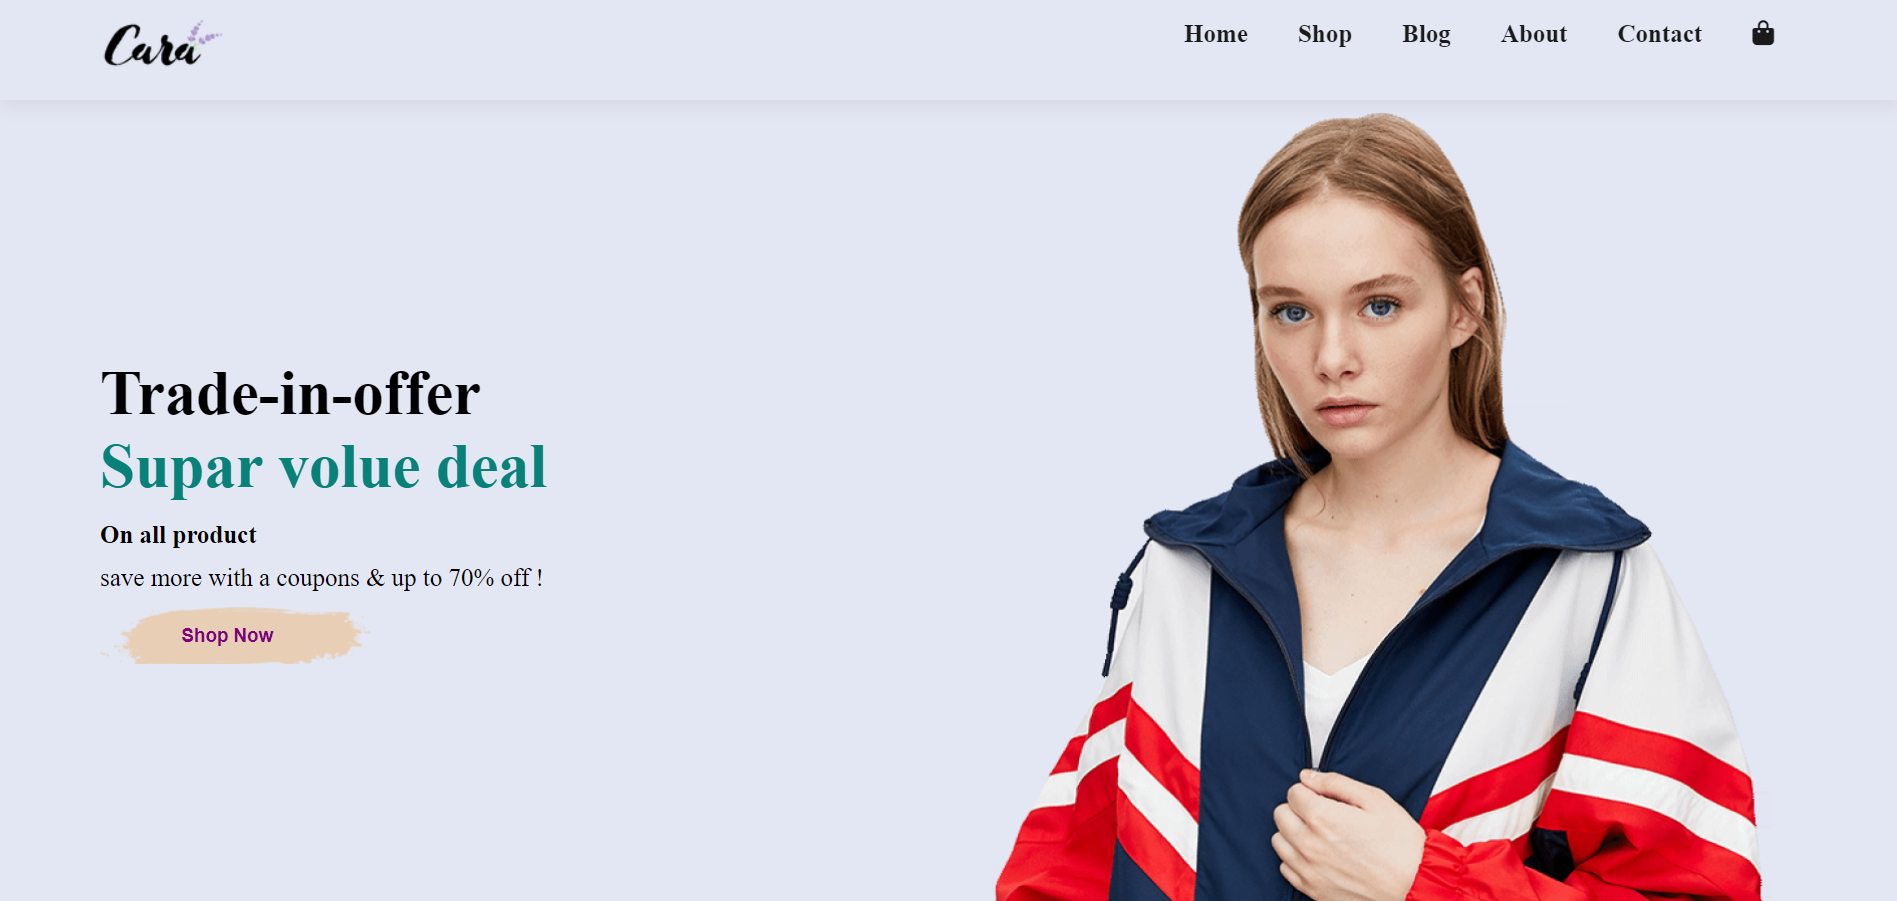 Cara
Home Shop Blog About Contact
Trade-in-offer
Supar volue deal
On all product
save more with a coupons & up to 70% off !
Shop Now